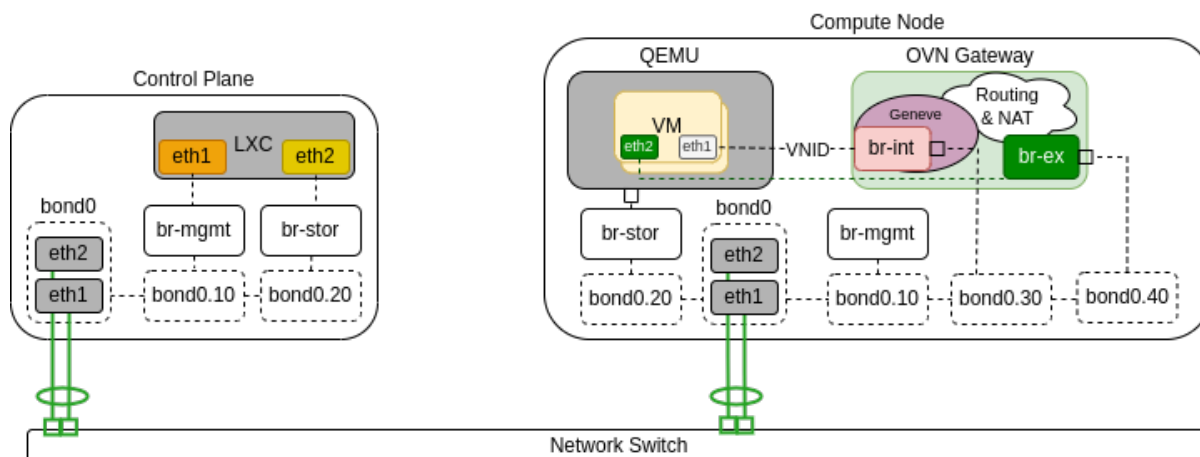 Compute Node
Control Plane
QEMU
OVN Gateway
LXC
eth1
eth2
VM
eth2
eth1
VNID
Geneve
Routing
& NAT
br-int
br-ex
bond0
br-mgmt
br-stor
eth2
eth1
bond0.10
bond0.20
br-stor
bond0
br-mgmt
eth2
eth1
bond0.20
bond0.10
bond0.30
bond0.40
Network Switch